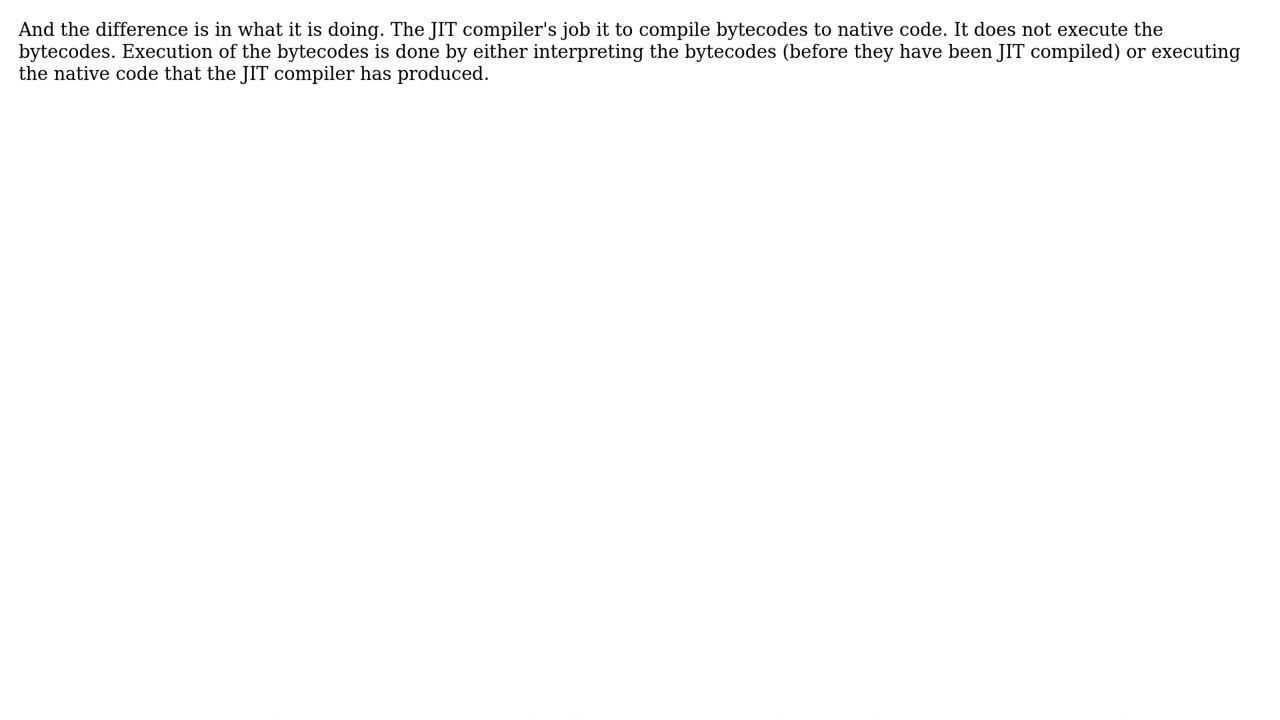 And the difference is in what it is doing. The JIT compiler's job it to compile bytecodes to native code. It does not execute the
bytecodes. Execution of the bytecodes is done by either interpreting the bytecodes (before they have been JIT compiled) or executing
the native code that the JIT compiler has produced.